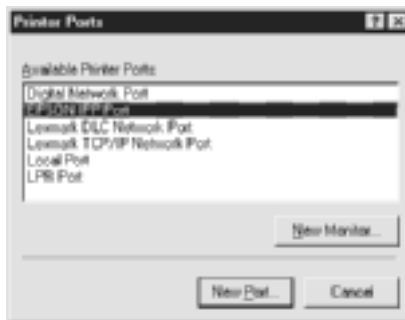 Printer Ports
Available Printer Ports
Digital Network Port
EPSON IPP Port
Lexmark DLC Network Port
Lexmark TCP/IP Network Port
Local Port
LPR Port
New Monitor...
New Port...
Cancel